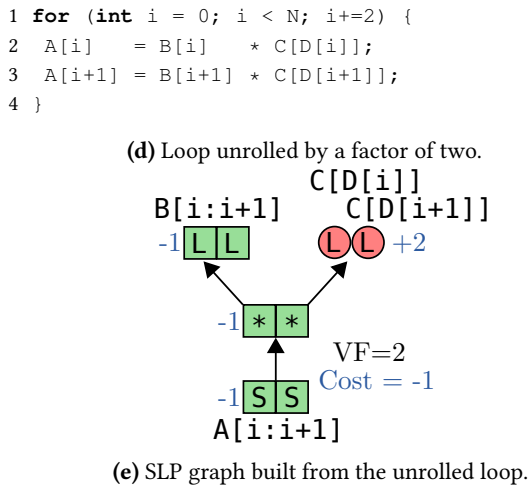 1 for (int i = 0; i < N; i+=2) {
2 A[i]   = B[i]   * C[D[i]];
3 A[i+1] = B[i+1] * C[D[i+1]];
4 }
(d) Loop unrolled by a factor of two.
C[D[i]]
B[i:i+1] C[D[i+1]]
-1 L L L L +2
-1 * *
VF=2
Cost = -1
-1 S S
A[i:i+1]
(e) SLP graph built from the unrolled loop.